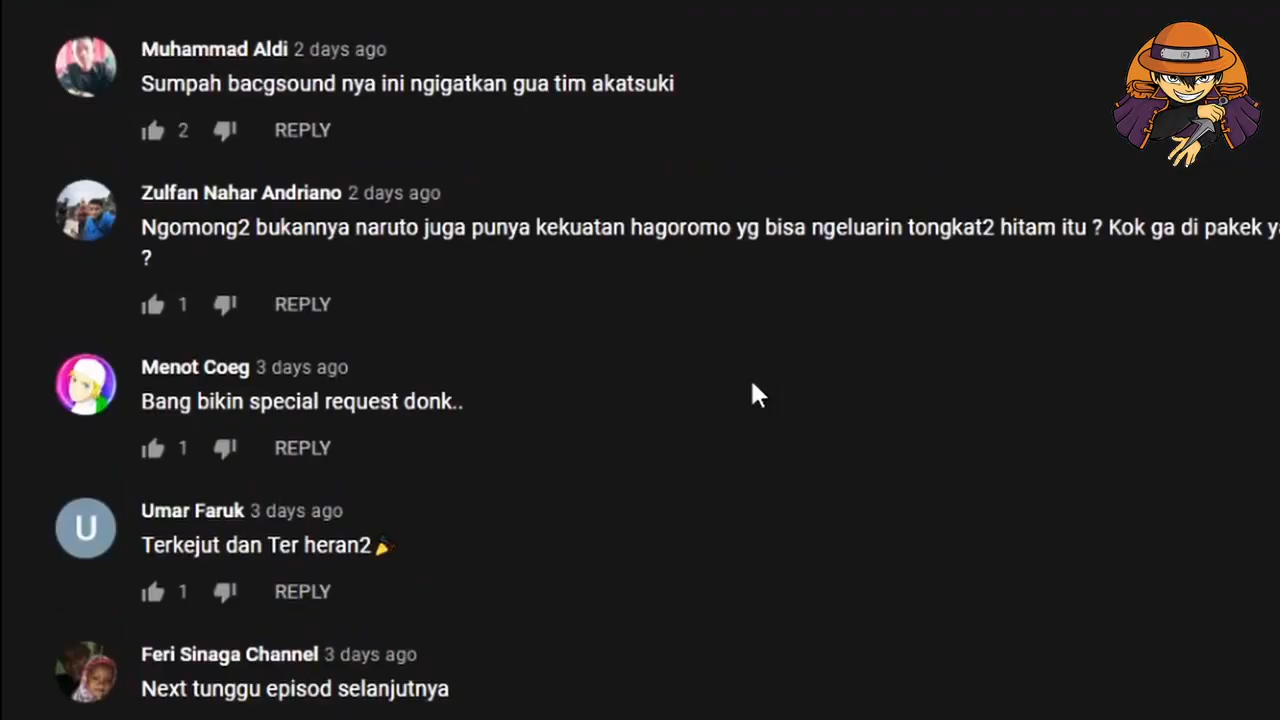 Muhammad Aldi 2 days ago
Sumpah bacgsound nya ini ngigatkan gua tim akatsuki
2 REPLY
Zulfan Nahar Andriano 2 days ago
Ngomong2 bukannya naruto juga punya kekuatan hagoromo yg bisa ngeluarin tongkat2 hitam itu ? Kok ga di pakek
?
1 REPLY
Menot Coeg 3 days ago
Bang bikin special request donk..
1 REPLY
U
Umar Faruk 3 days ago
Terkejut dan Ter heran2🎉
1 REPLY
Feri Sinaga Channel 3 days ago
Next tunggu episod selanjutnya